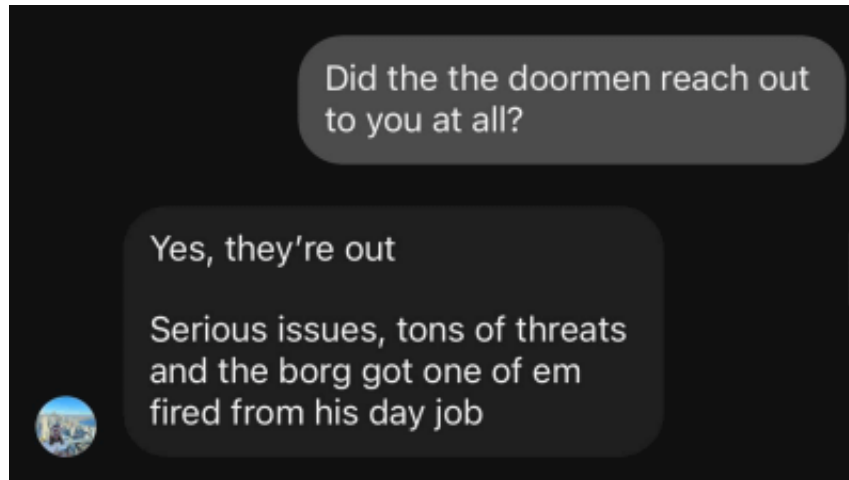 Did the the doormen reach out
to you at all?
Yes, they're out
Serious issues, tons of threats
and the borg got one of em
fired from his day job